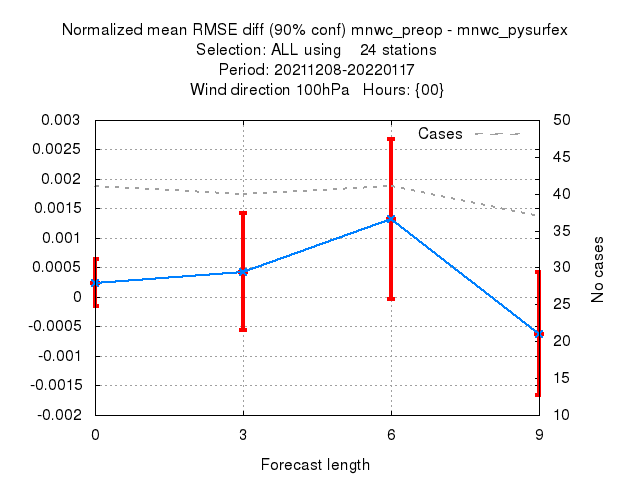 Normalized mean RMSE diff (90% conf) mnwc_preop - mnwc_pysurfex
Selection: ALL using    24 stations
Period: 20211208-20220117
Wind direction 100hPa   Hours: {00}
Cases
0.003
0.0025
0.002
0.0015
0.001
0.0005
0
-0.0005
-0.001
-0.0015
-0.002
50
45
40
35
30
25
20
15
10
No cases
0 3 6 9
Forecast length